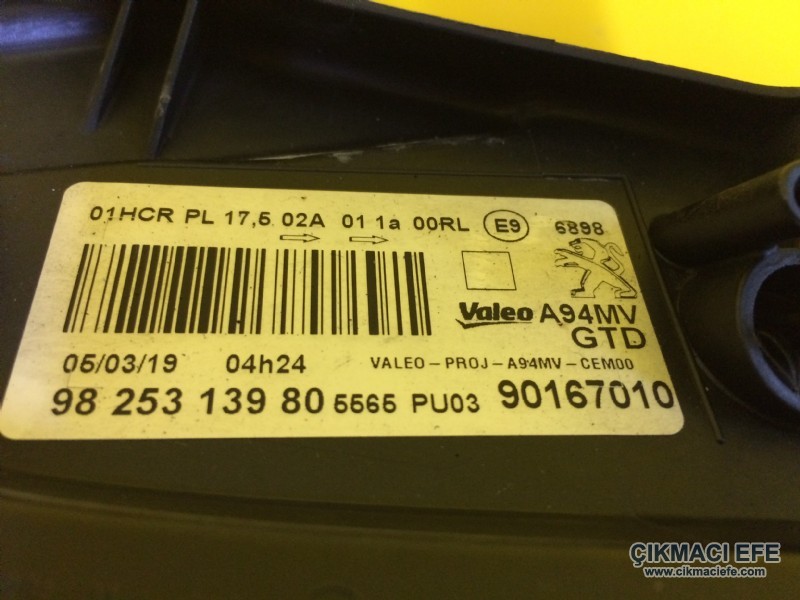 01HCR PL 17,5 02A 01 1a 00RL E9 6898
Valeo A94MV
GTD
05/03/19 04h24 VALEO-PROJ-A94MV-CEM00
98 253 139 80 5565 PU03 90167010
ÇIKMACI EFE
www.cikmaciefe.com